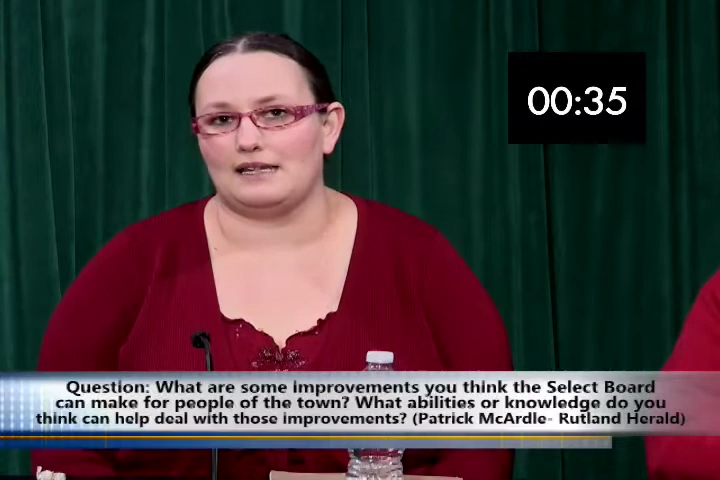 00:35
Question: What are some improvements you think the Select Board
can make for people of the town? What abilities or knowledge do you
think can help deal with those improvements? (Patrick McArdle- Rutland Herald)